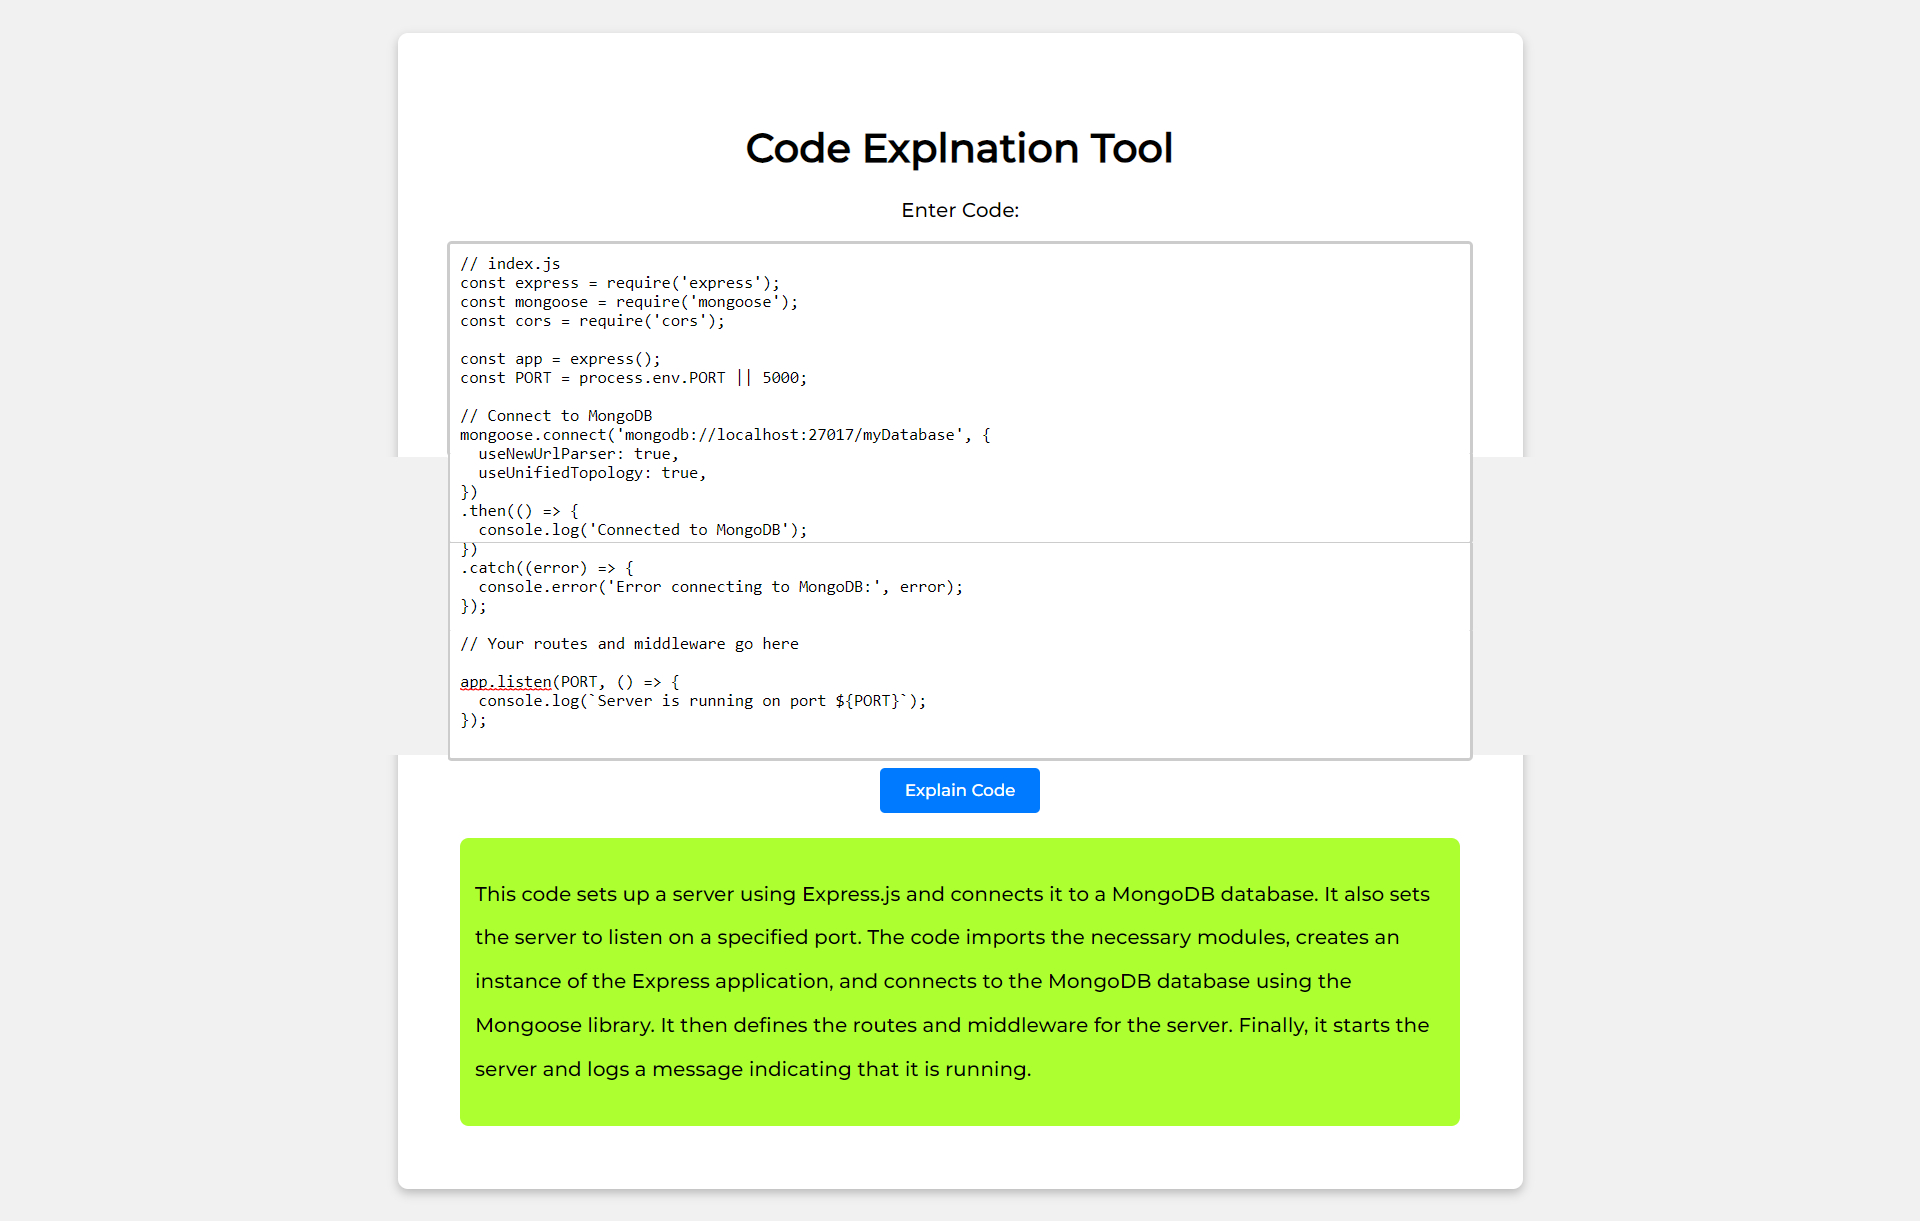 Code Explnation Tool
Enter Code:
// index.js
const express = require('express');
const mongoose = require('mongoose');
const cors = require('cors');
const app = express();
const PORT = process.env.PORT || 5000;
// Connect to MongoDB
mongoose.connect('mongodb://localhost:27017/myDatabase', {
  useNewUrlParser: true,
  useUnifiedTopology: true,
})
.then(() => {
  console.log('Connected to MongoDB');
})
.catch((error) => {
  console.error('Error connecting to MongoDB:', error);
});
// Your routes and middleware go here
app.listen(PORT, () => {
  console.log(`Server is running on port ${PORT}`);
});
Explain Code
This code sets up a server using Express.js and connects it to a MongoDB database. It also sets
the server to listen on a specified port. The code imports the necessary modules, creates an
instance of the Express application, and connects to the MongoDB database using the
Mongoose library. It then defines the routes and middleware for the server. Finally, it starts the
server and logs a message indicating that it is running.